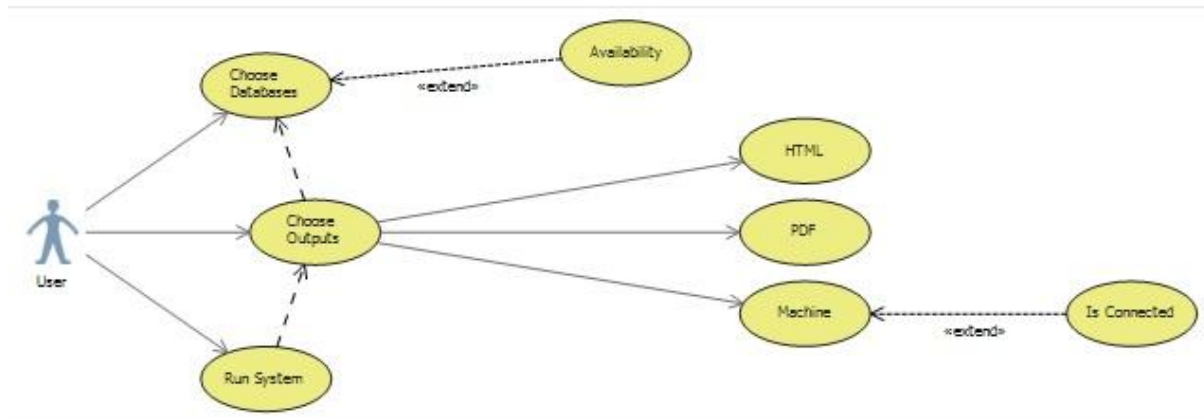 Availability
Choose
Databases
«extend»
HTML
Choose
Outputs
PDF
User
Machine
Is Connected
«extend»
Run System